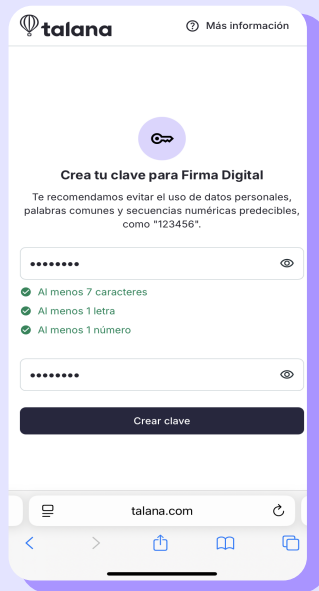 talana
Más información
Crea tu clave para Firma Digital
Te recomendamos evitar el uso de datos personales,
palabras comunes y secuencias numéricas predecibles,
como "123456".
••••••••
Al menos 7 caracteres
Al menos 1 letra
Al menos 1 número
••••••••
Crear clave
talana.com